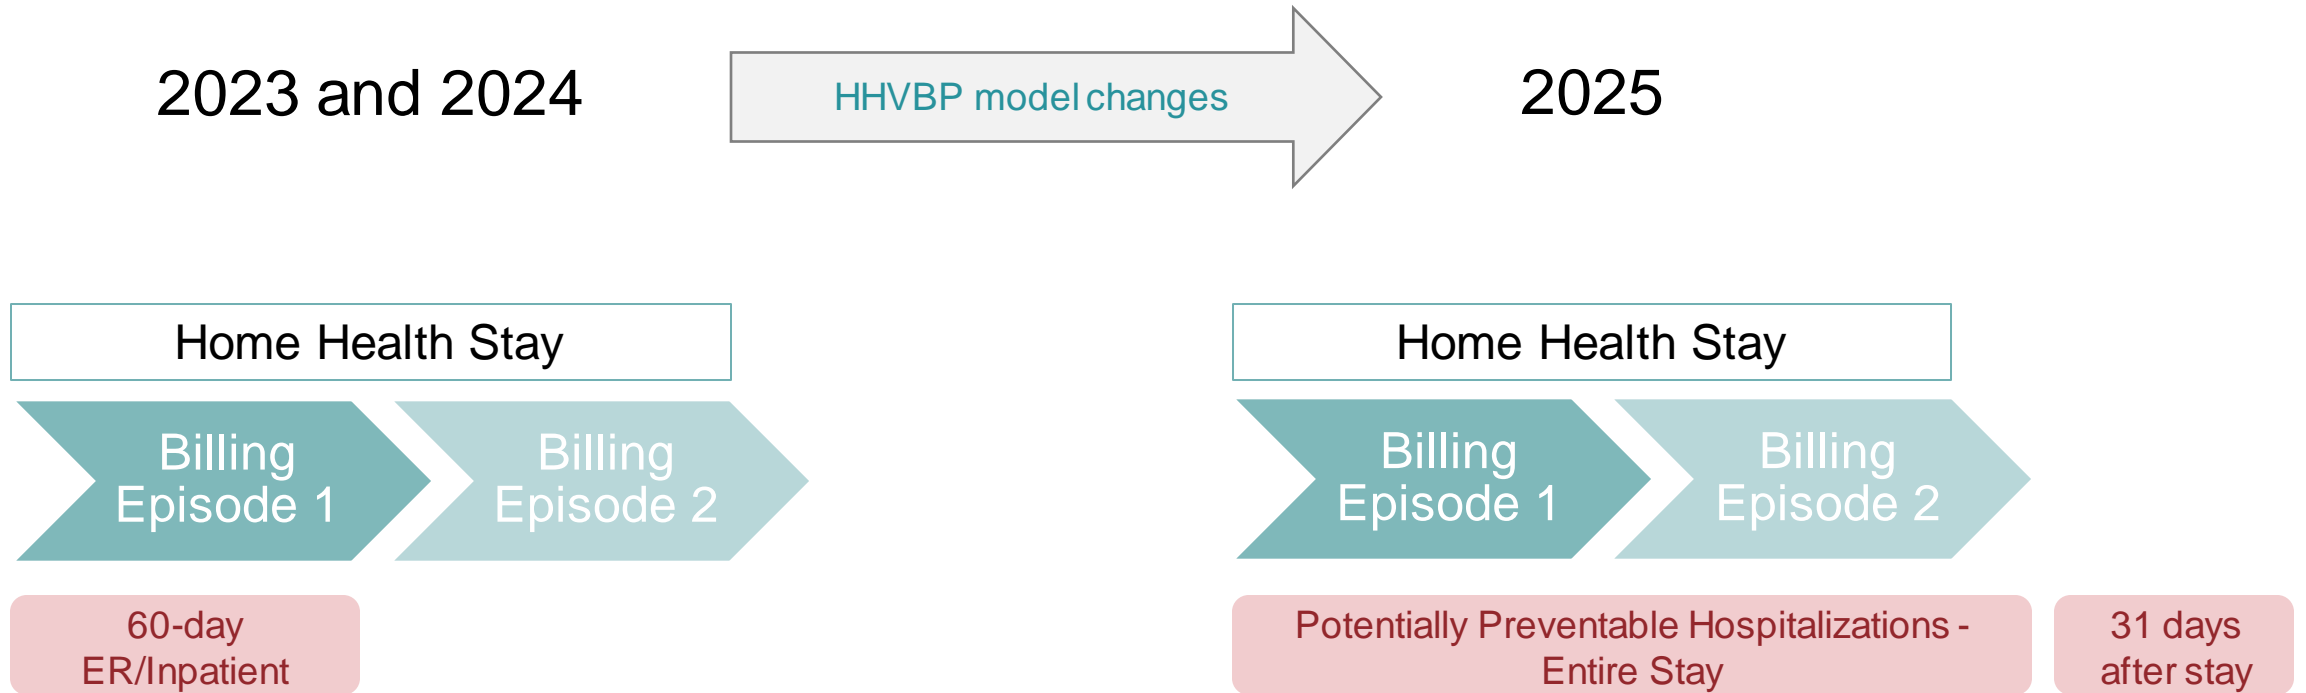 2023 and 2024
HHVBP model changes
2025
Home Health Stay
Billing
Episode 1
Billing
Episode 2
60-day
ER/Inpatient
Home Health Stay
Billing
Episode 1
Billing
Episode 2
Potentially Preventable Hospitalizations -
Entire Stay
31 days
after stay